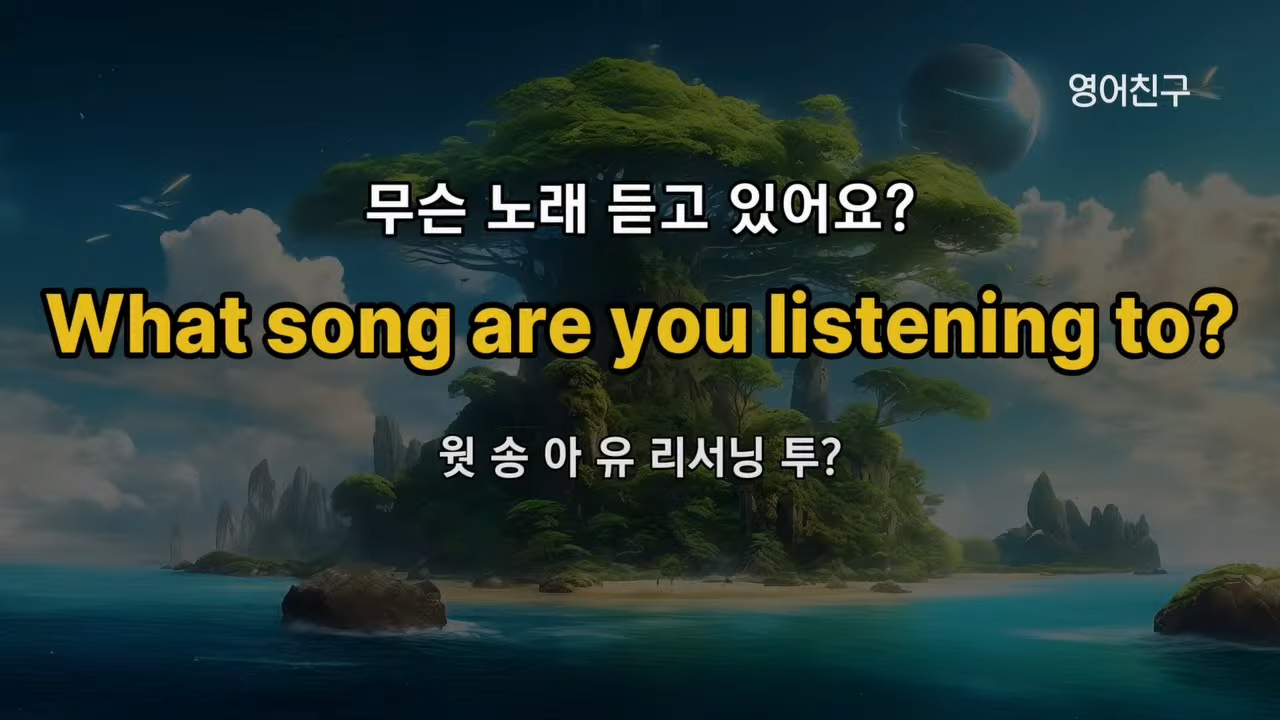 영어친구
무슨 노래 듣고 있어요?
What song are you listening to?
웟 송 아 유 리서닝 투?